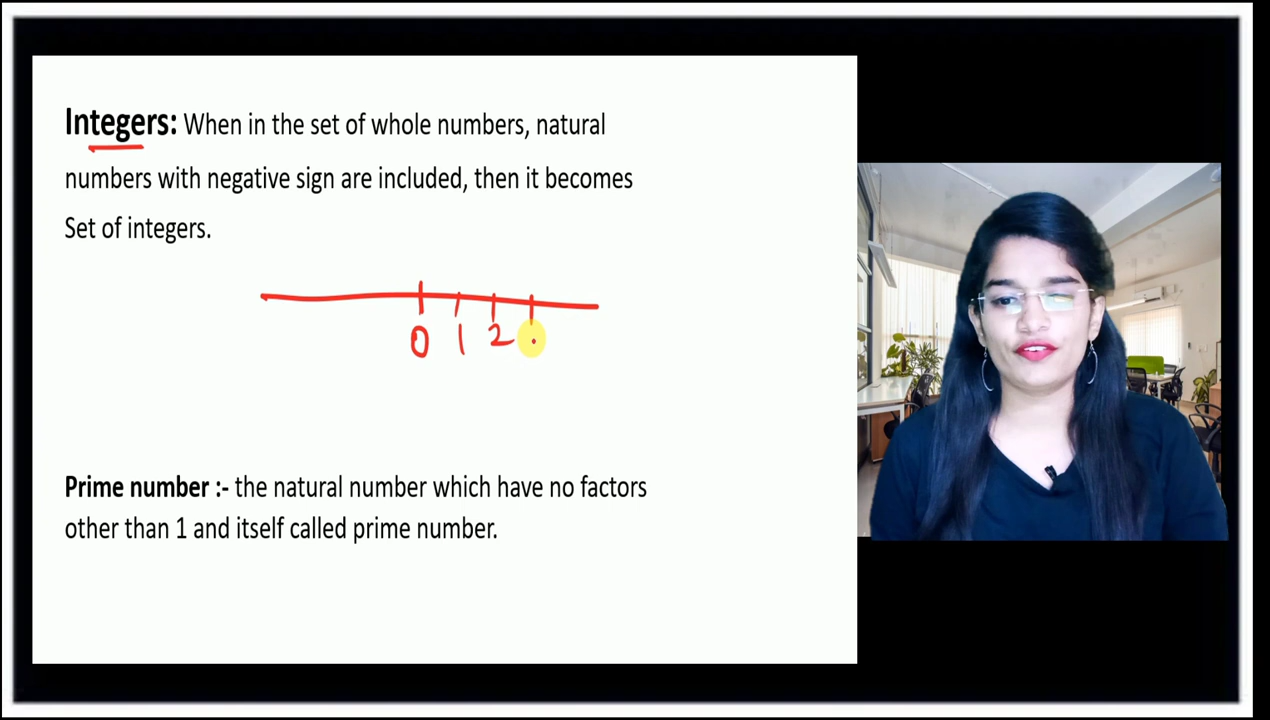 Integers: When in the set of whole numbers, natural
numbers with negative sign are included, then it becomes
Set of integers.
0 1 2
Prime number :- the natural number which have no factors
other than 1 and itself called prime number.